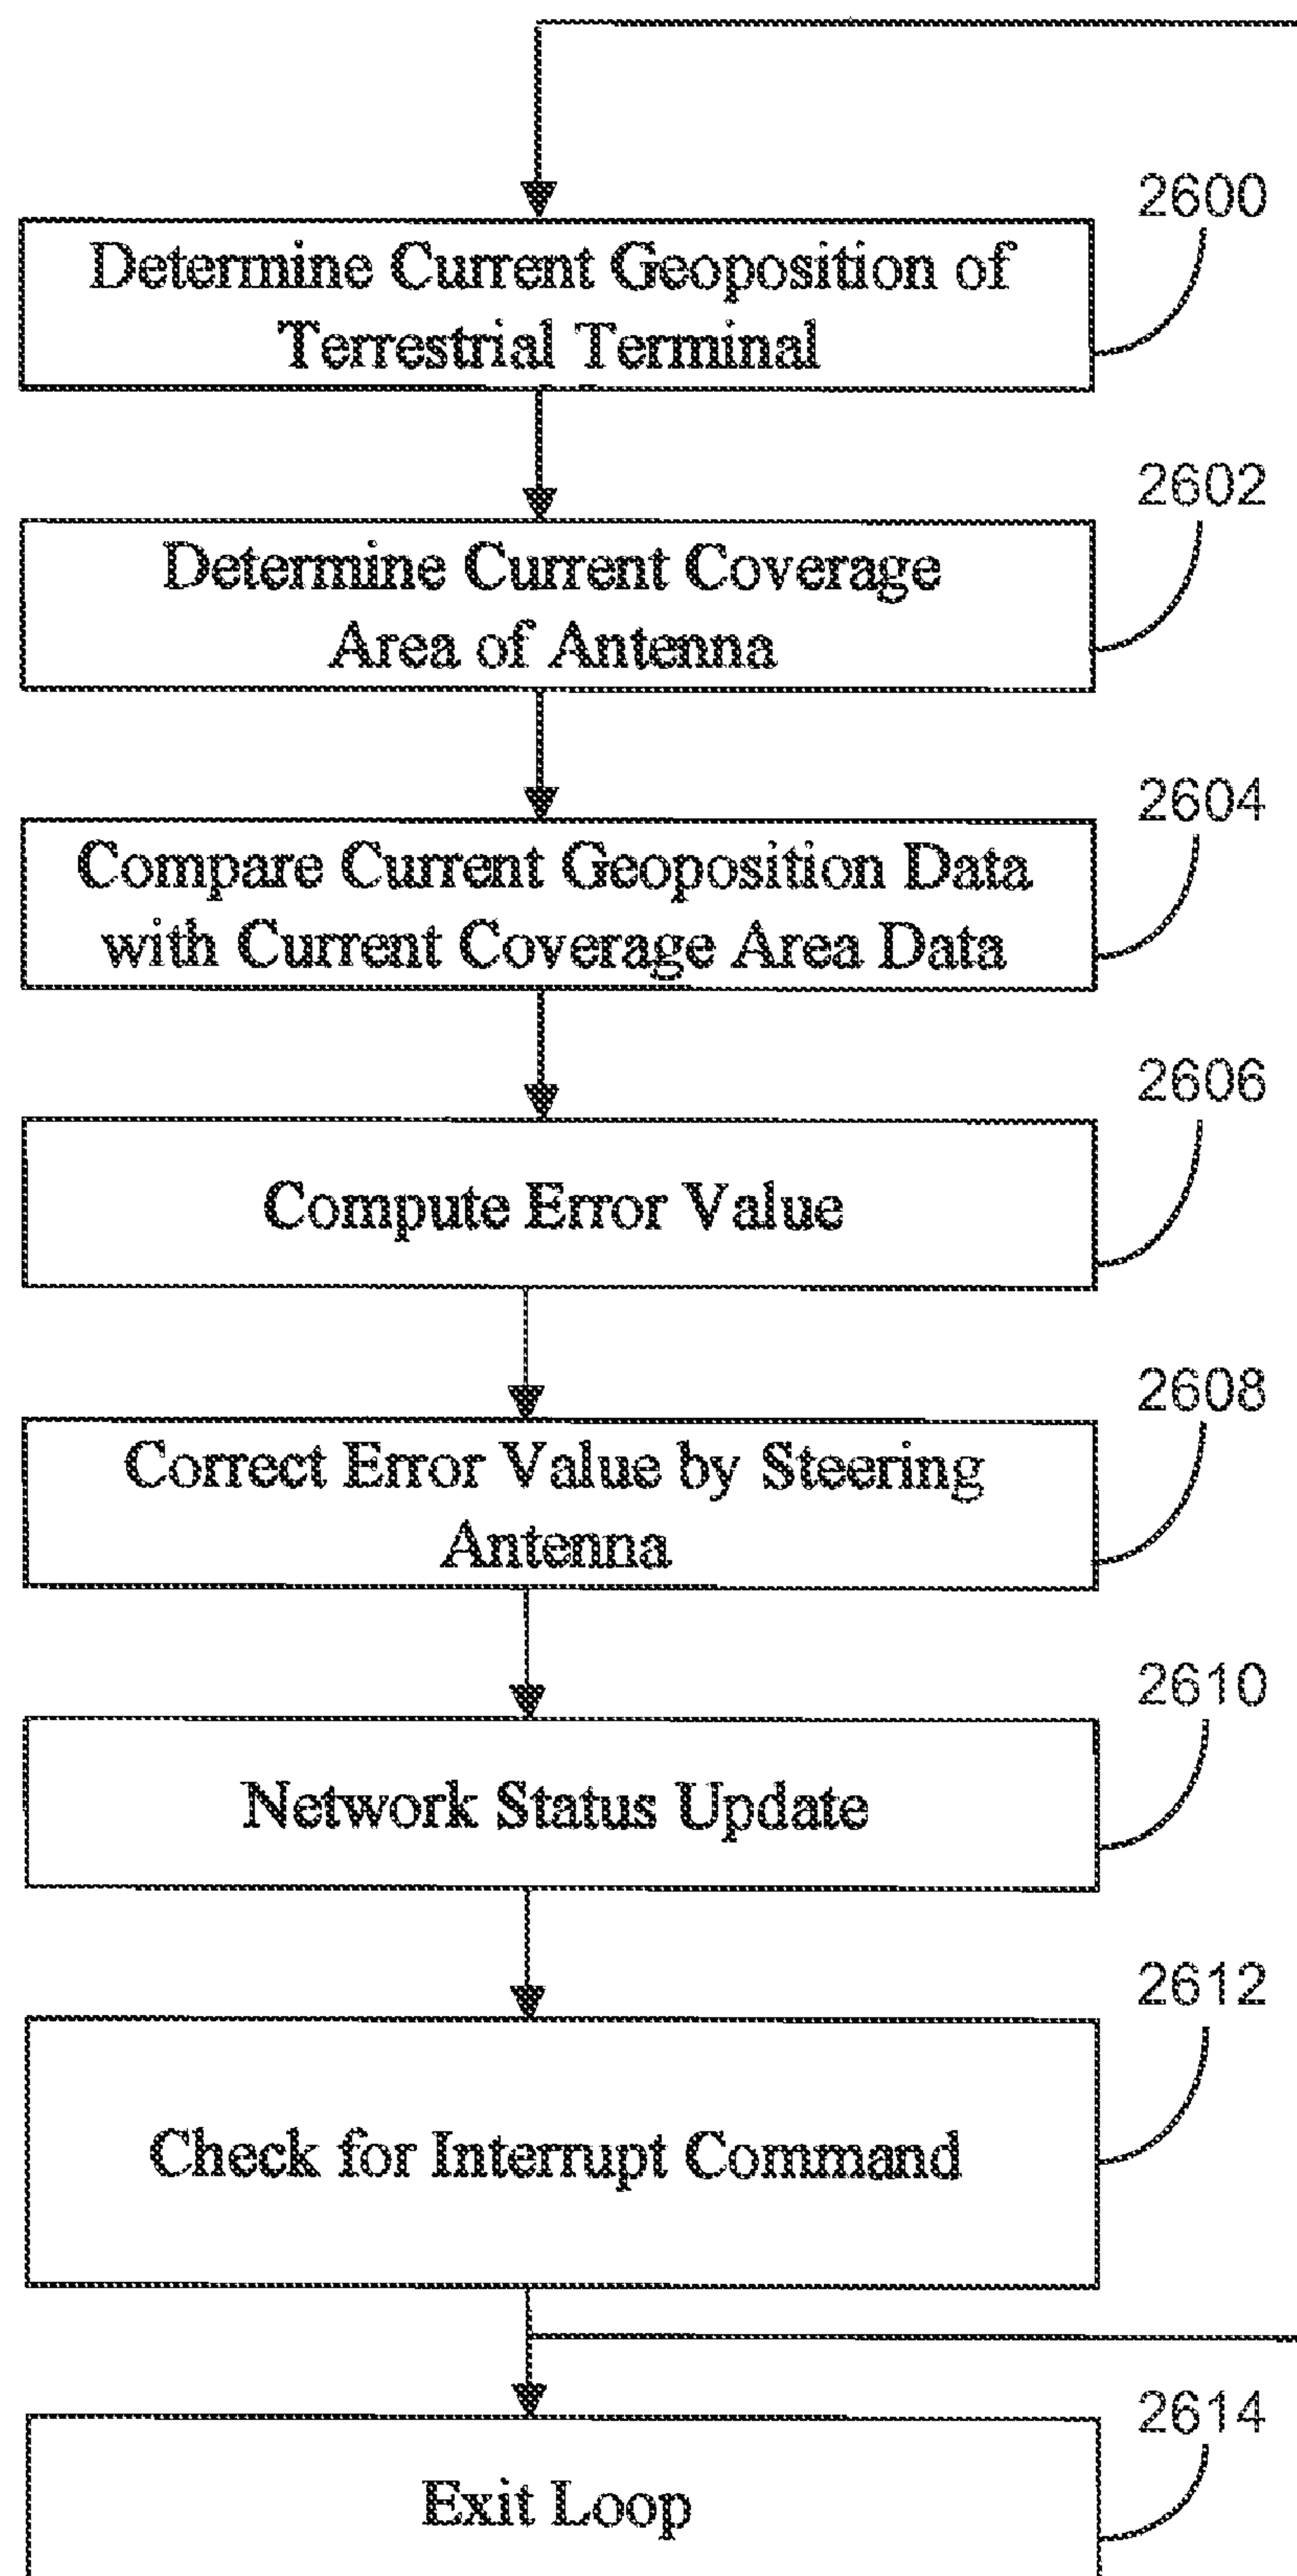 2600
Determine Current Geoposition of
Terrestrial Terminal
2602
Determine Current Coverage
Area of Antenna
2604
Compare Current Geoposition Data
with Current Coverage Area Data
2606
Compute Error Value
2608
Correct Error Value by Steering
Antenna
2610
Network Status Update
2612
Check for Interrupt Command
2614
Exit Loop